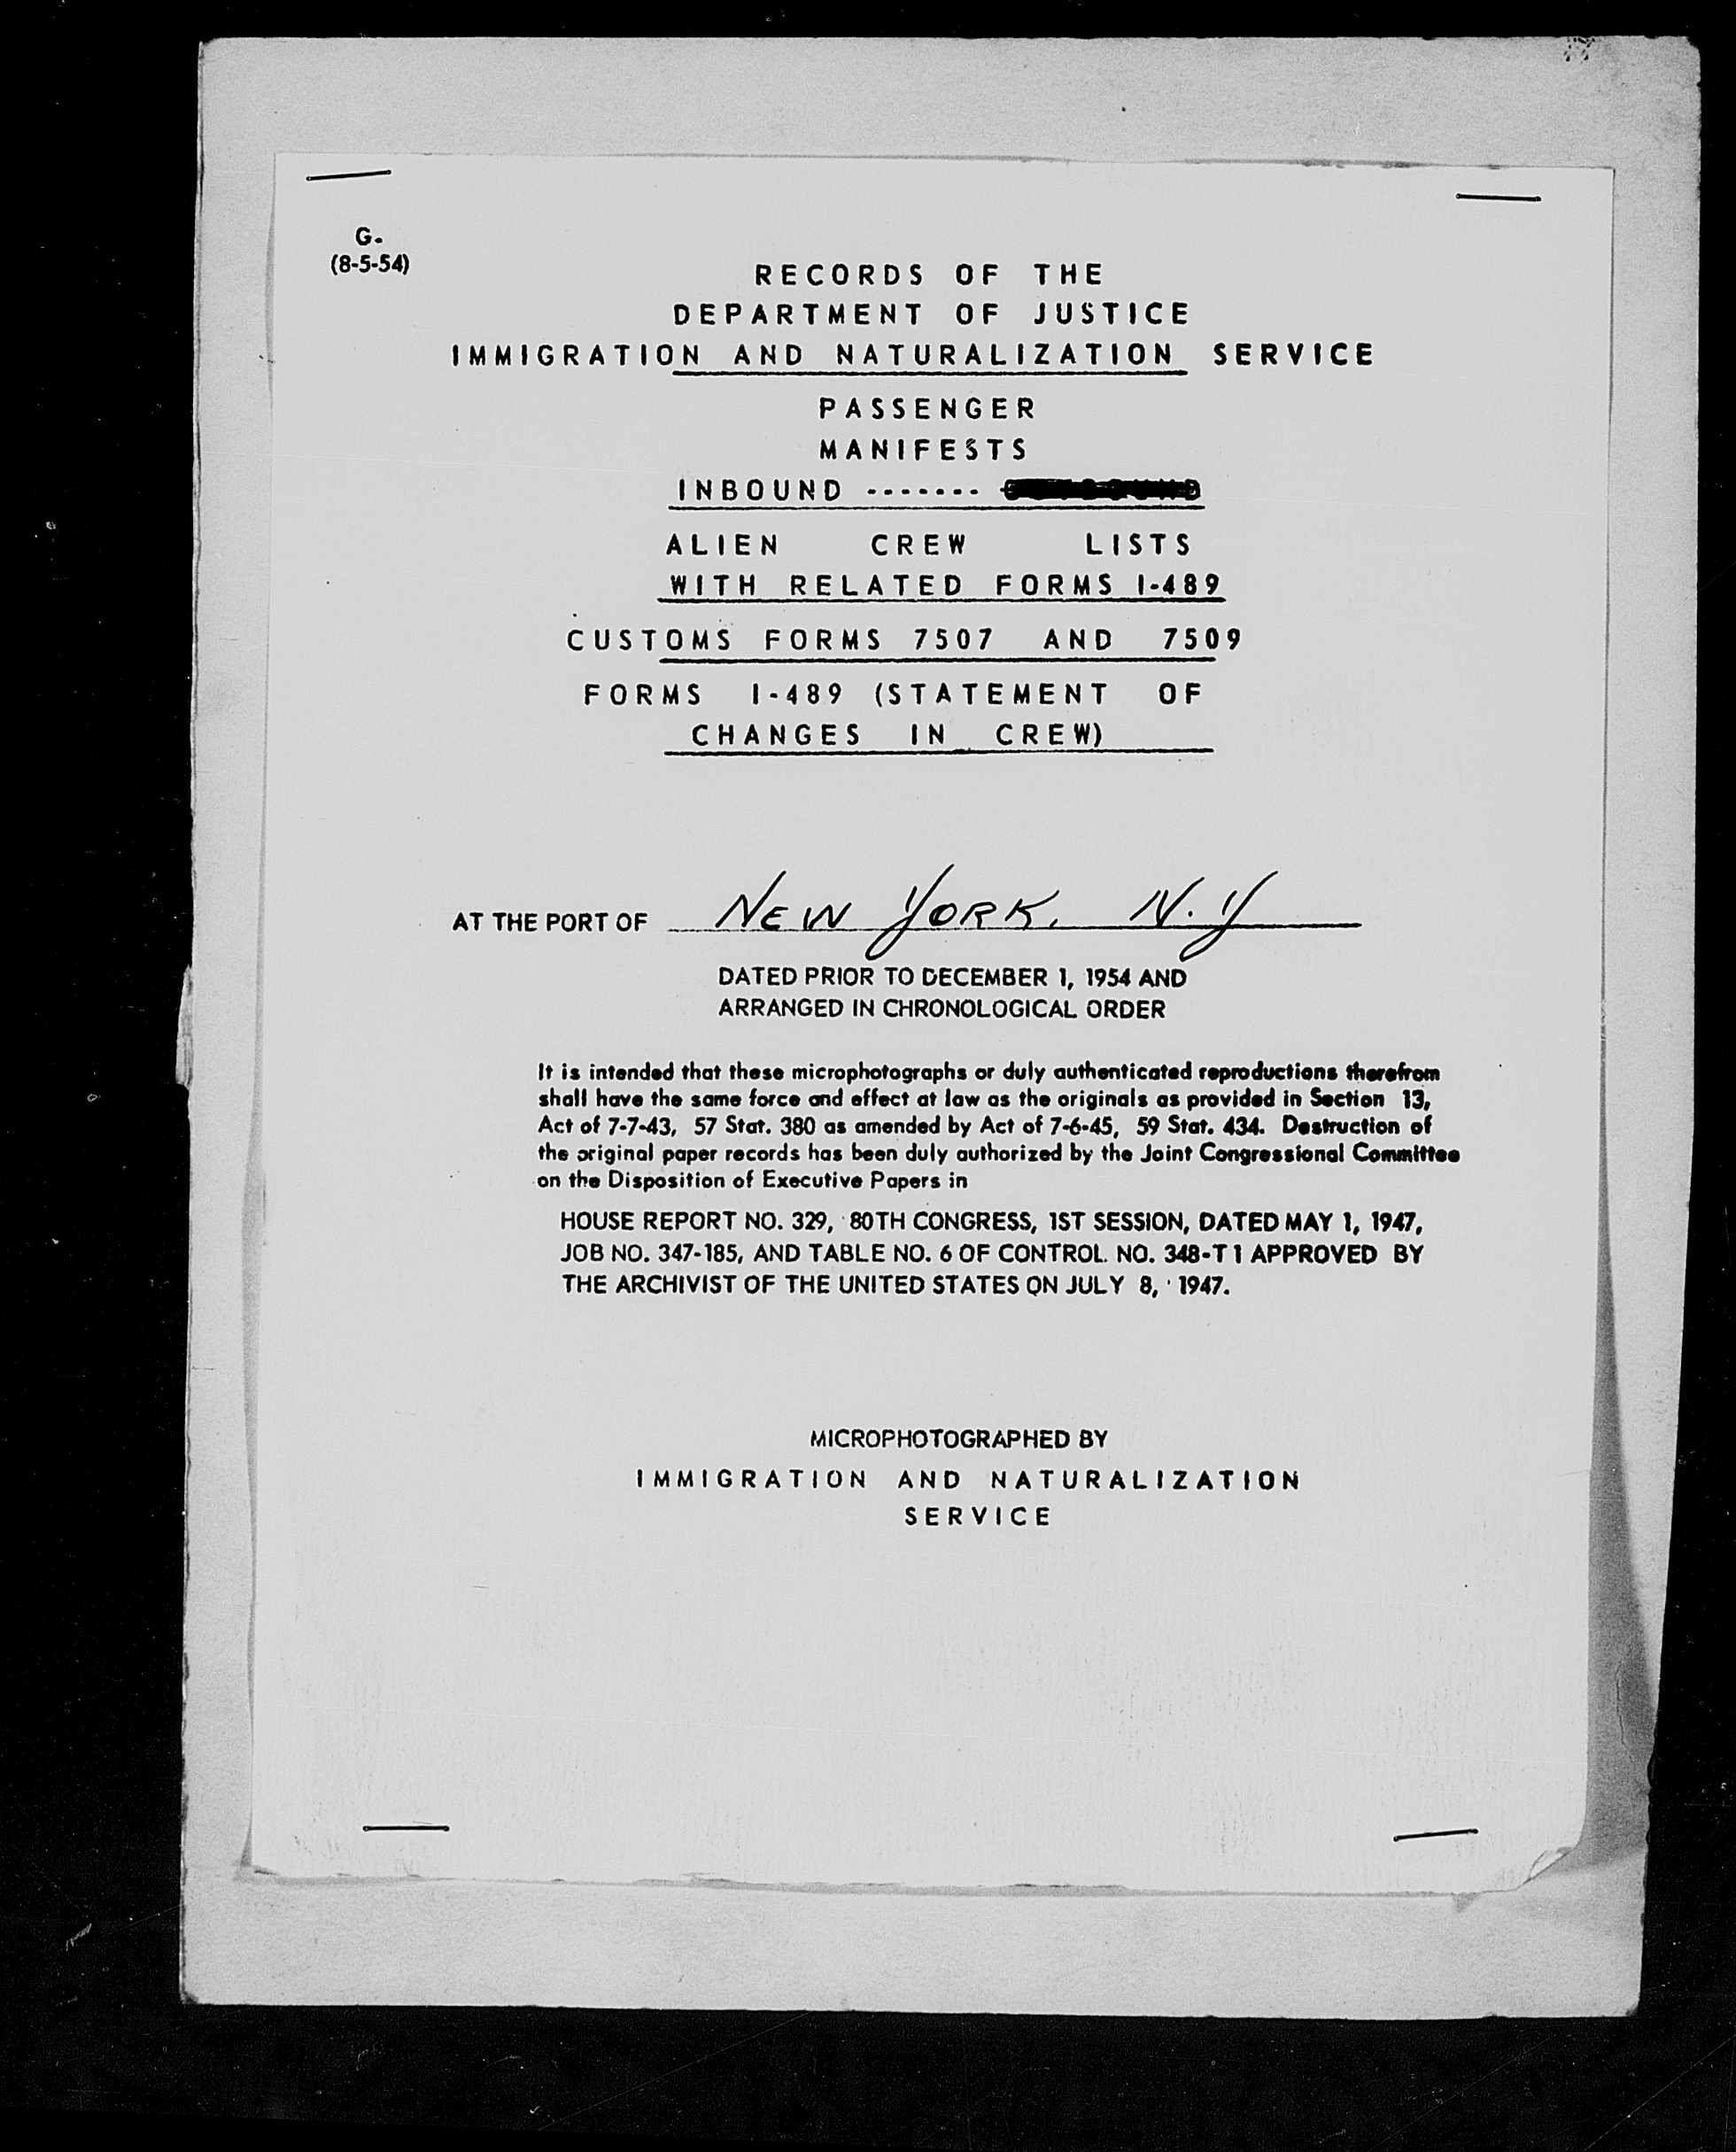 G.
(8-5-54)
RECORDS OF THE
DEPARTMENT OF JUSTICE
IMMIGRATION AND NATURALIZATION SERVICE
PASSENGER
MANIFESTS
INBOUND -------
ALIEN CREW LISTS
WITH RELATED FORMS I-489
CUSTOMS FORMS 7507 AND 7509
FORMS I-489 (STATEMENT OF
CHANGES IN CREW)
AT THE PORT OF NEW YORK, N.Y
DATED PRIOR TO DECEMBER 1, 1954 AND
ARRANGED IN CHRONOLOGICAL ORDER
It is intended that these microphotographs or duly authenticated reproductions therefrom
shall have the same force and effect at law as the originals as provided in Section 13,
Act of 7-7-43, 57 Stat. 380 as amended by Act of 7-6-45, 59 Stat. 434. Destruction of
the original paper records has been duly authorized by the Joint Congressional Committee
on the Disposition of Executive Papers in
HOUSE REPORT NO. 329, 80TH CONGRESS, 1ST SESSION, DATED MAY 1, 1947,
JOB NO. 347-185, AND TABLE NO. 6 OF CONTROL NO. 348-T1 APPROVED BY
THE ARCHIVIST OF THE UNITED STATES ON JULY 8, 1947.
MICROPHOTOGRAPHED BY
IMMIGRATION AND NATURALIZATION
SERVICE